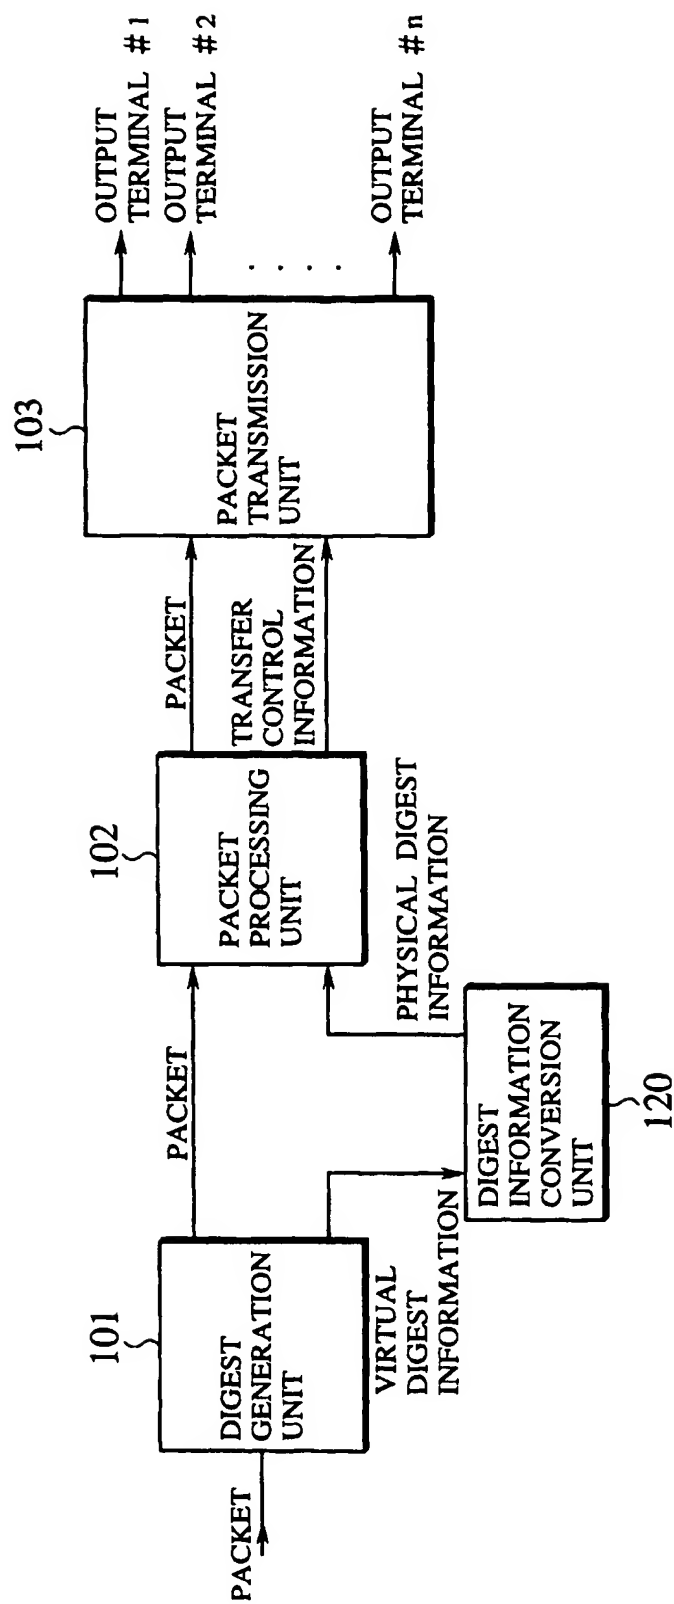 PACKET
101
DIGEST
GENERATION
UNIT
VIRTUAL
DIGEST
INFORMATION
PACKET
DIGEST
INFORMATION
CONVERSION
UNIT
120
PHYSICAL DIGEST
INFORMATION
102
PACKET
PROCESSING
UNIT
PACKET
TRANSFER
CONTROL
INFORMATION
103
PACKET
TRANSMISSION
UNIT
OUTPUT
TERMINAL #1
OUTPUT
TERMINAL #2
. . . .
OUTPUT
TERMINAL #n